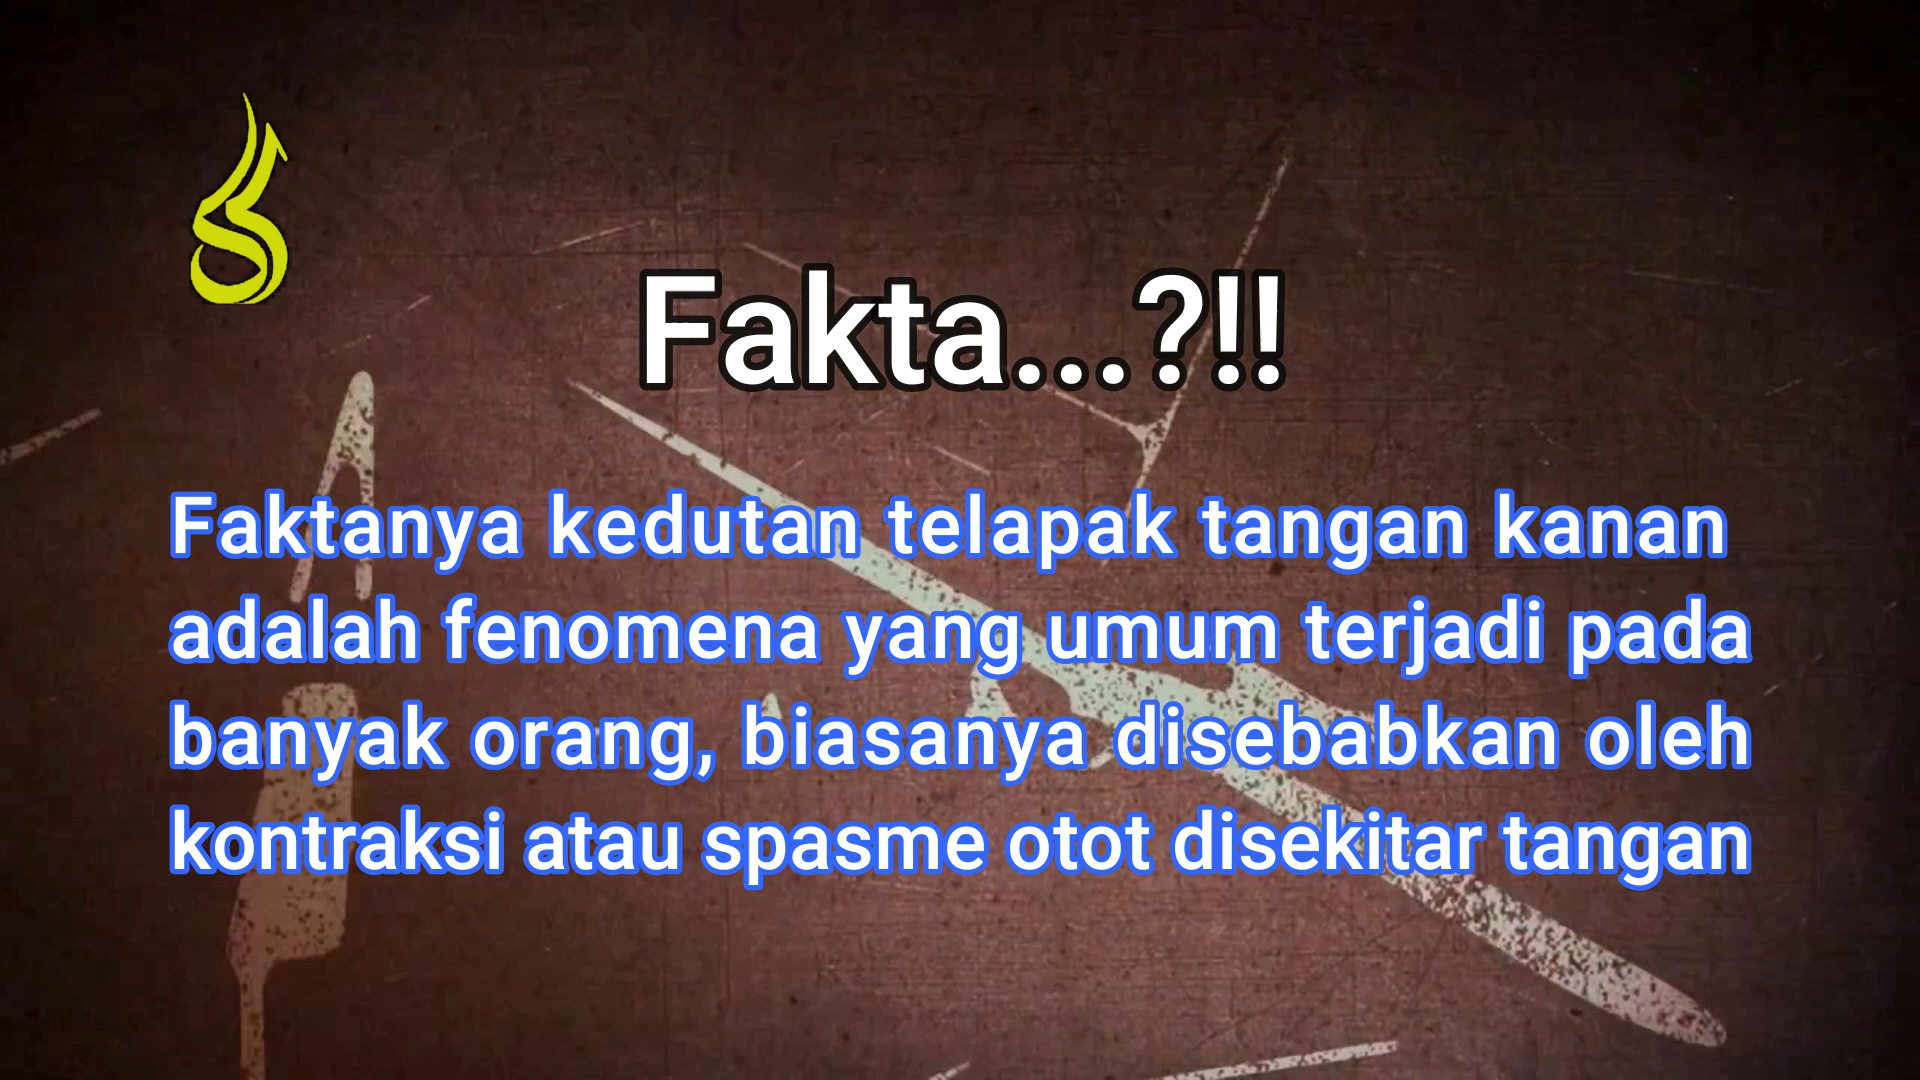 Fakta...?!!
Faktanya kedutan telapak tangan kanan
adalah fenomena yang umum terjadi pada
banyak orang, biasanya disebabkan oleh
kontraksi atau spasme otot disekitar tangan